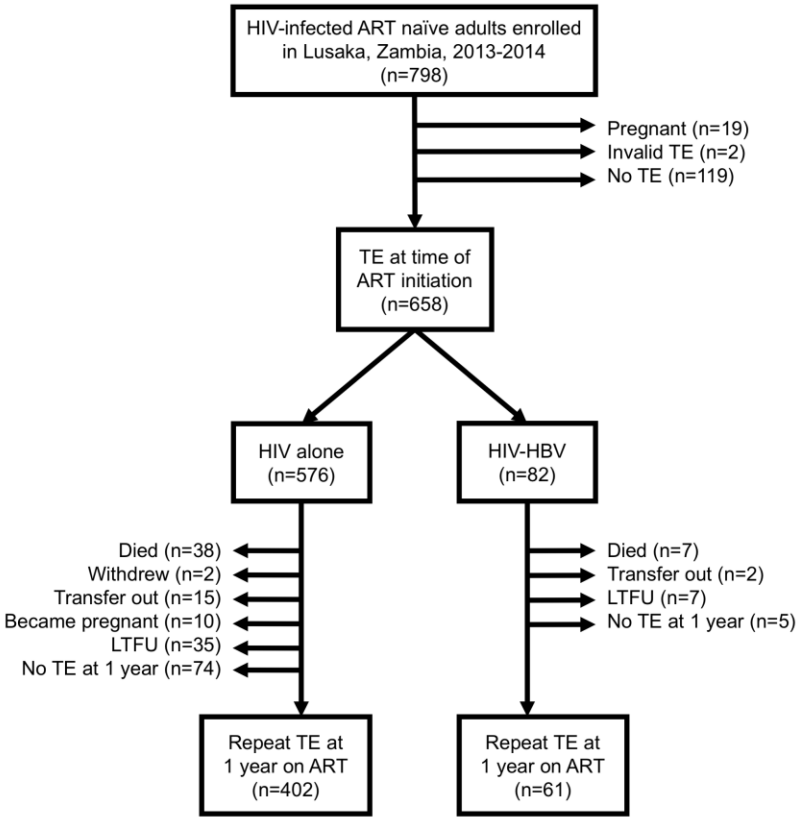 HIV-infected ART naïve adults enrolled
in Lusaka, Zambia, 2013-2014
(n=798)
Pregnant (n=19)
Invalid TE (n=2)
No TE (n=119)
TE at time of
ART initiation
(n=658)
HIV alone
(n=576)
HIV-HBV
(n=82)
Died (n=38)
Withdrew (n=2)
Transfer out (n=15)
Became pregnant (n=10)
LTFU (n=35)
No TE at 1 year (n=74)
Died (n=7)
Transfer out (n=2)
LTFU (n=7)
No TE at 1 year (n=5)
Repeat TE at
1 year on ART
(n=402)
Repeat TE at
1 year on ART
(n=61)